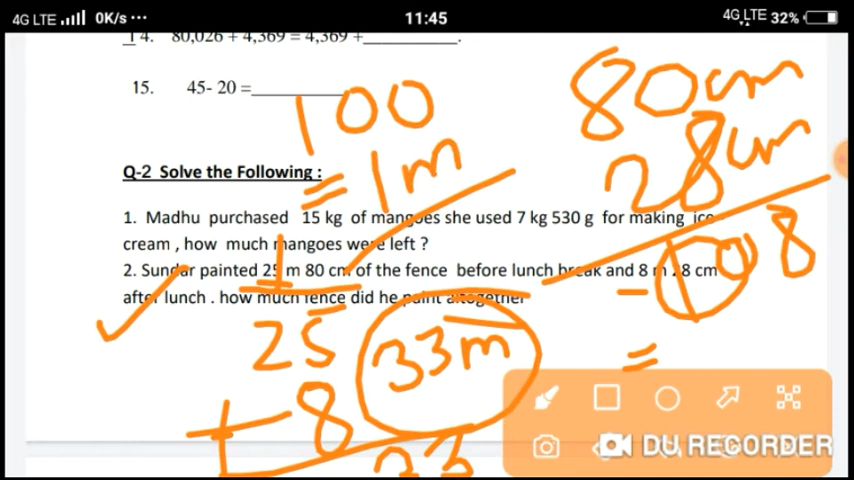 4G LTE 0K/s ··· 11:45 4G LTE 32%
14. 80,026 + 4,369 = 4,369 +__________.
15. 45- 20 =__________
100
= 1m
80cm
28cm
108
Q-2 Solve the Following :
1. Madhu purchased 15 kg of mangoes she used 7 kg 530 g for making ice
cream , how much mangoes were left ?
2. Sundar painted 25 m 80 cm of the fence before lunch break and 8 m 28 cm
after lunch . how much fence did he paint altogether
1
25
+ 8
33
33m
=
DU RECORDER